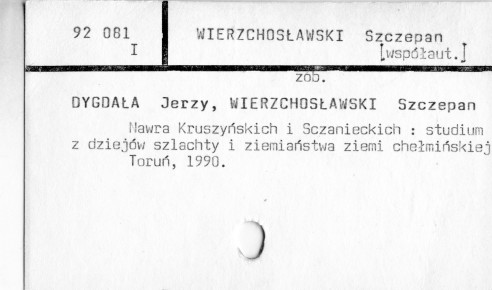 92 081 WIERZCHOSŁAWSKI Szczepan
I [współaut.]
zob.
DYGDAŁA Jerzy, WIERZCHOSŁAWSKI Szczepan
Nawra Kruszyńskich i Sczanieckich : studium
z dziejów szlachty i ziemiaństwa ziemi chełmińskiej
Toruń, 1990.